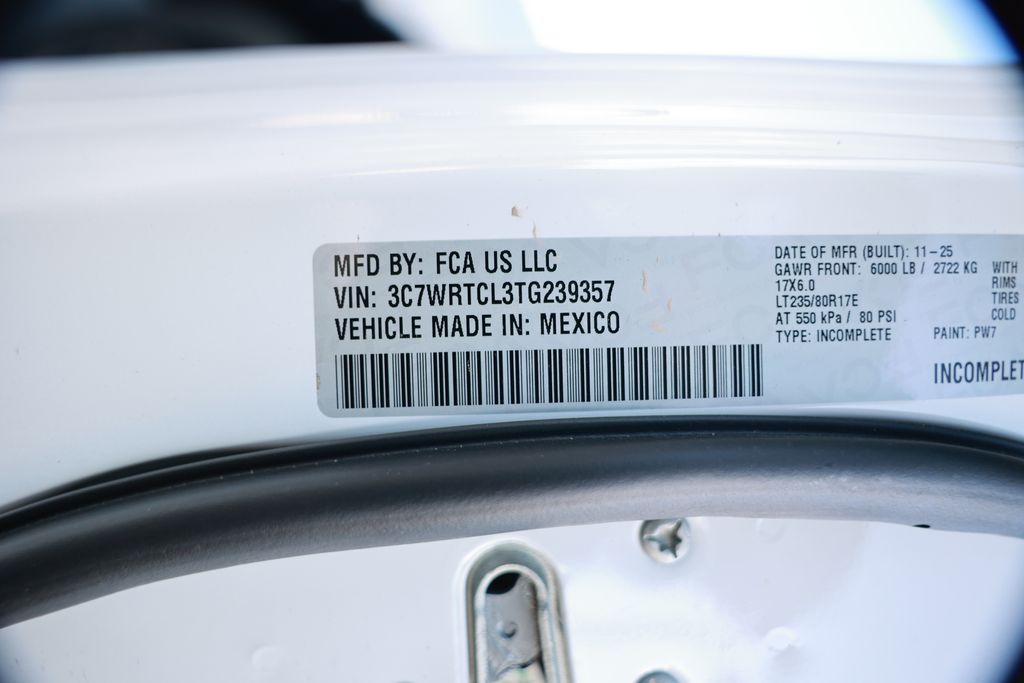 MFD BY: FCA US LLC
VIN: 3C7WRTCL3TG239357
VEHICLE MADE IN: MEXICO
DATE OF MFR (BUILT): 11-25
GAWR FRONT: 6000 LB / 2722 KG WITH
17X6.0 RIMS
LT235/80R17E TIRES
AT 550 kPa / 80 PSI COLD
TYPE: INCOMPLETE PAINT: PW7
INCOMPLET